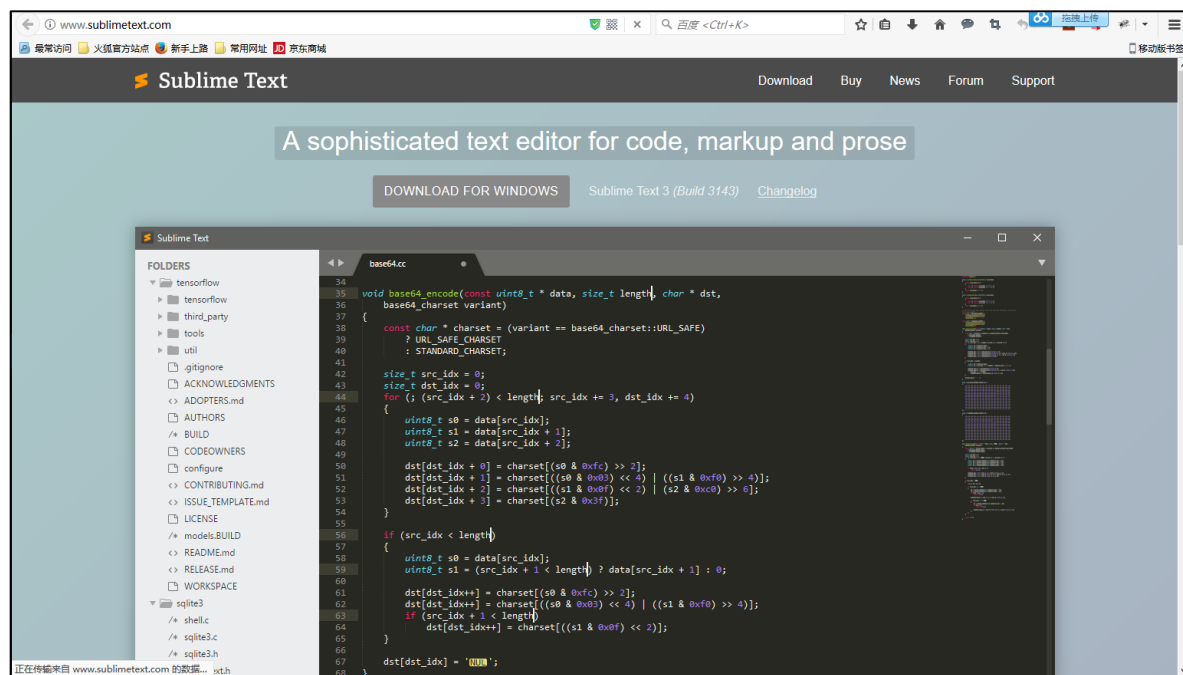 www.sublimetext.com
百度 <Ctrl+K>
拖拽上传
最常访问 火狐官方站点 新手上路 常用网址 JD 京东商城
移动版书签
Sublime Text
Download Buy News Forum Support
A sophisticated text editor for code, markup and prose
DOWNLOAD FOR WINDOWS Sublime Text 3 (Build 3143) Changelog
Sublime Text
FOLDERS
tensorflow
tensorflow
third_party
tools
util
.gitignore
ACKNOWLEDGMENTS
<> ADOPTERS.md
AUTHORS
/* BUILD
CODEOWNERS
configure
<> CONTRIBUTING.md
<> ISSUE_TEMPLATE.md
LICENSE
/* models.BUILD
<> README.md
<> RELEASE.md
WORKSPACE
sqlite3
/* shell.c
/* sqlite3.c
/* sqlite3.h
ext.h
base64.cc
34
35 void base64_encode(const uint8_t * data, size_t length, char * dst,
36 base64_charset variant)
37 {
38 const char * charset = (variant == base64_charset::URL_SAFE)
39 ? URL_SAFE_CHARSET
40 : STANDARD_CHARSET;
41
42 size_t src_idx = 0;
43 size_t dst_idx = 0;
44 for (; (src_idx + 2) < length; src_idx += 3, dst_idx += 4)
45 {
46 uint8_t s0 = data[src_idx];
47 uint8_t s1 = data[src_idx + 1];
48 uint8_t s2 = data[src_idx + 2];
49
50 dst[dst_idx + 0] = charset[(s0 & 0xfc) >> 2];
51 dst[dst_idx + 1] = charset[((s0 & 0x03) << 4) | ((s1 & 0xf0) >> 4)];
52 dst[dst_idx + 2] = charset[((s1 & 0x0f) << 2) | (s2 & 0xc0) >> 6];
53 dst[dst_idx + 3] = charset[(s2 & 0x3f)];
54 }
55
56 if (src_idx < length)
57 {
58 uint8_t s0 = data[src_idx];
59 uint8_t s1 = (src_idx + 1 < length) ? data[src_idx + 1] : 0;
60
61 dst[dst_idx++] = charset[(s0 & 0xfc) >> 2];
62 dst[dst_idx++] = charset[((s0 & 0x03) << 4) | ((s1 & 0xf0) >> 4)];
63 if (src_idx + 1 < length)
64 dst[dst_idx++] = charset[((s1 & 0x0f) << 2)];
65 }
66
67 dst[dst_idx] = 'NUL';
68 }
正在传输来自 www.sublimetext.com 的数据...